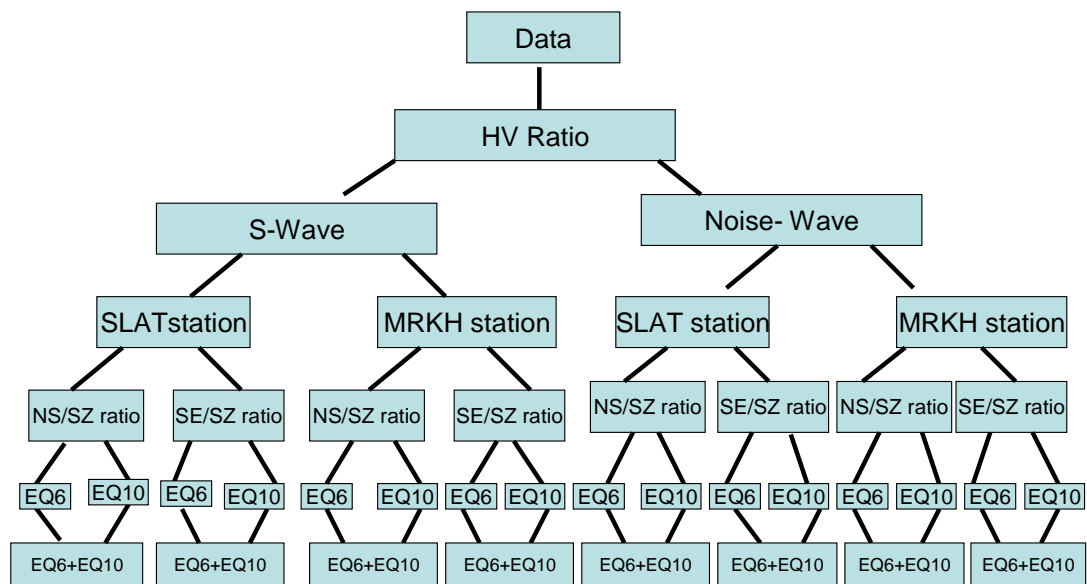 Data
HV Ratio
S-Wave
Noise- Wave
SLATstation
MRKH station
SLAT station
MRKH station
NS/SZ ratio
SE/SZ ratio
NS/SZ ratio
SE/SZ ratio
NS/SZ ratio
SE/SZ ratio
NS/SZ ratio
SE/SZ ratio
EQ6
EQ10
EQ6
EQ10
EQ6
EQ10
EQ6
EQ10
EQ6
EQ10
EQ6
EQ10
EQ6
EQ10
EQ6
EQ10
EQ6+EQ10
EQ6+EQ10
EQ6+EQ10
EQ6+EQ10
EQ6+EQ10
EQ6+EQ10
EQ6+EQ10
EQ6+EQ10